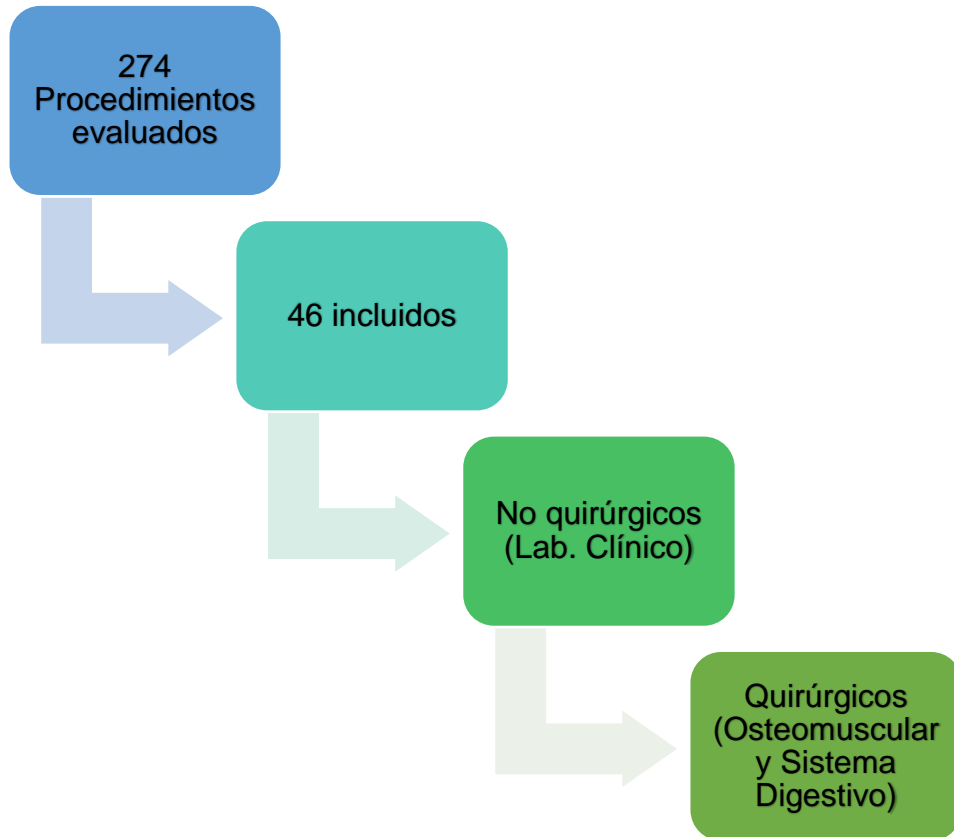 274
Procedimientos
evaluados
46 incluidos
No quirúrgicos
(Lab. Clínico)
Quirúrgicos
(Osteomuscular
y Sistema
Digestivo)